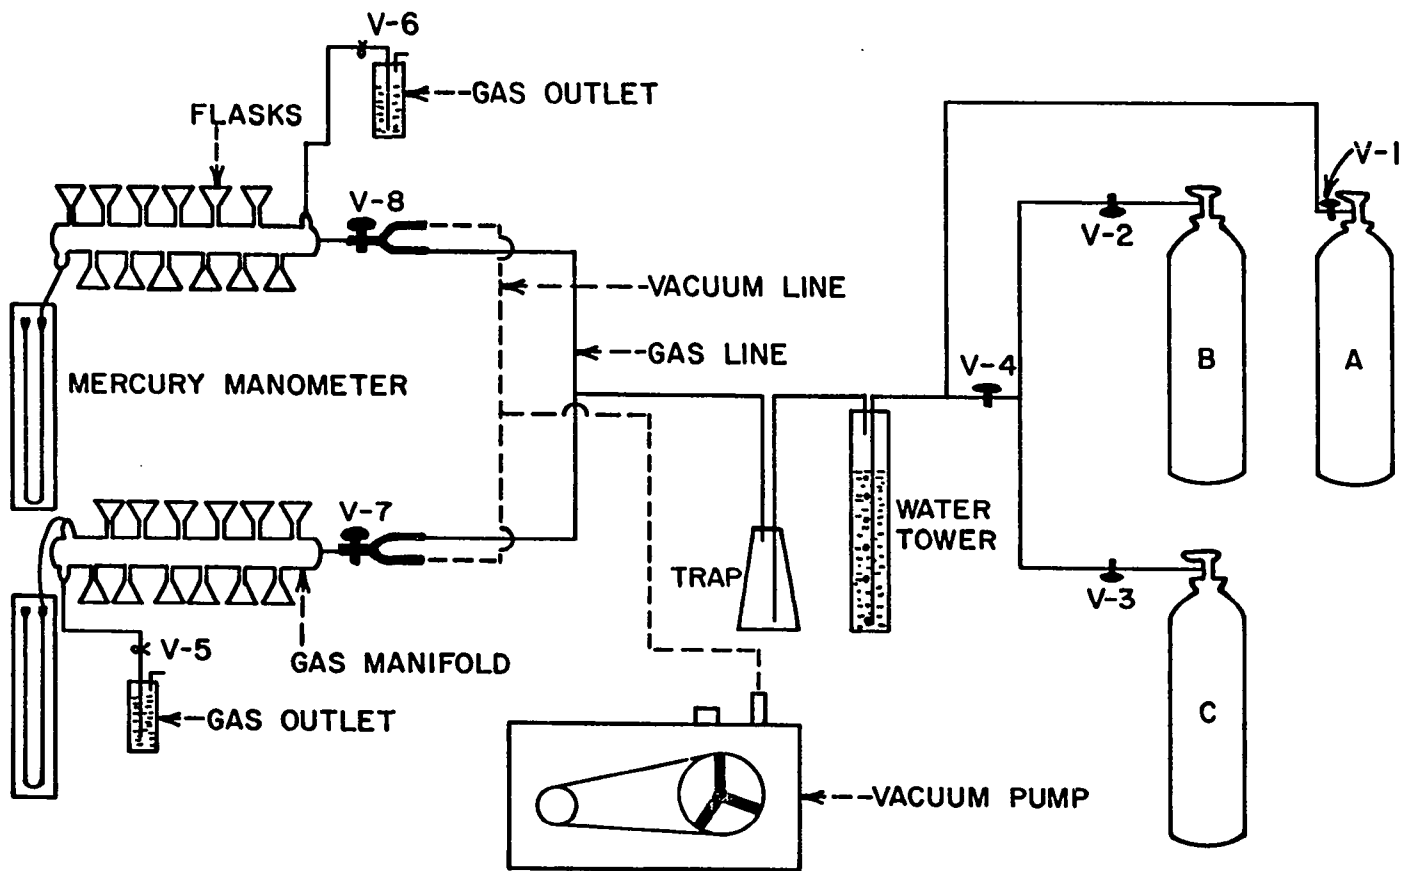 V-6
GAS OUTLET
FLASKS
V-1
V-8
V-2
VACUUM LINE
GAS LINE
V-4
B
A
MERCURY MANOMETER
V-7
WATER
TOWER
TRAP
V-3
V-5
GAS MANIFOLD
GAS OUTLET
C
VACUUM PUMP